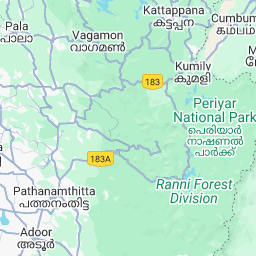 Kattappana
കട്ടപ്പന
Cumbum
Pala
പാലാ
Vagamon
വാഗമൺ
Kumily
കുമളി
183
Periyar
National Park
പെരിയാർ
നാഷണൽ
പാർക്ക്
183A
Ranni Forest
Division
Pathanamthitta
പത്തനംതിട്ട
Adoor
അടൂർ